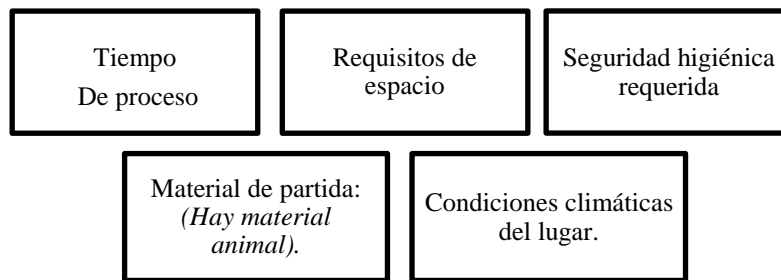 Tiempo
De proceso
Requisitos de
espacio
Seguridad higiénica
requerida
Material de partida:
(Hay material
animal).
Condiciones climáticas
del lugar.